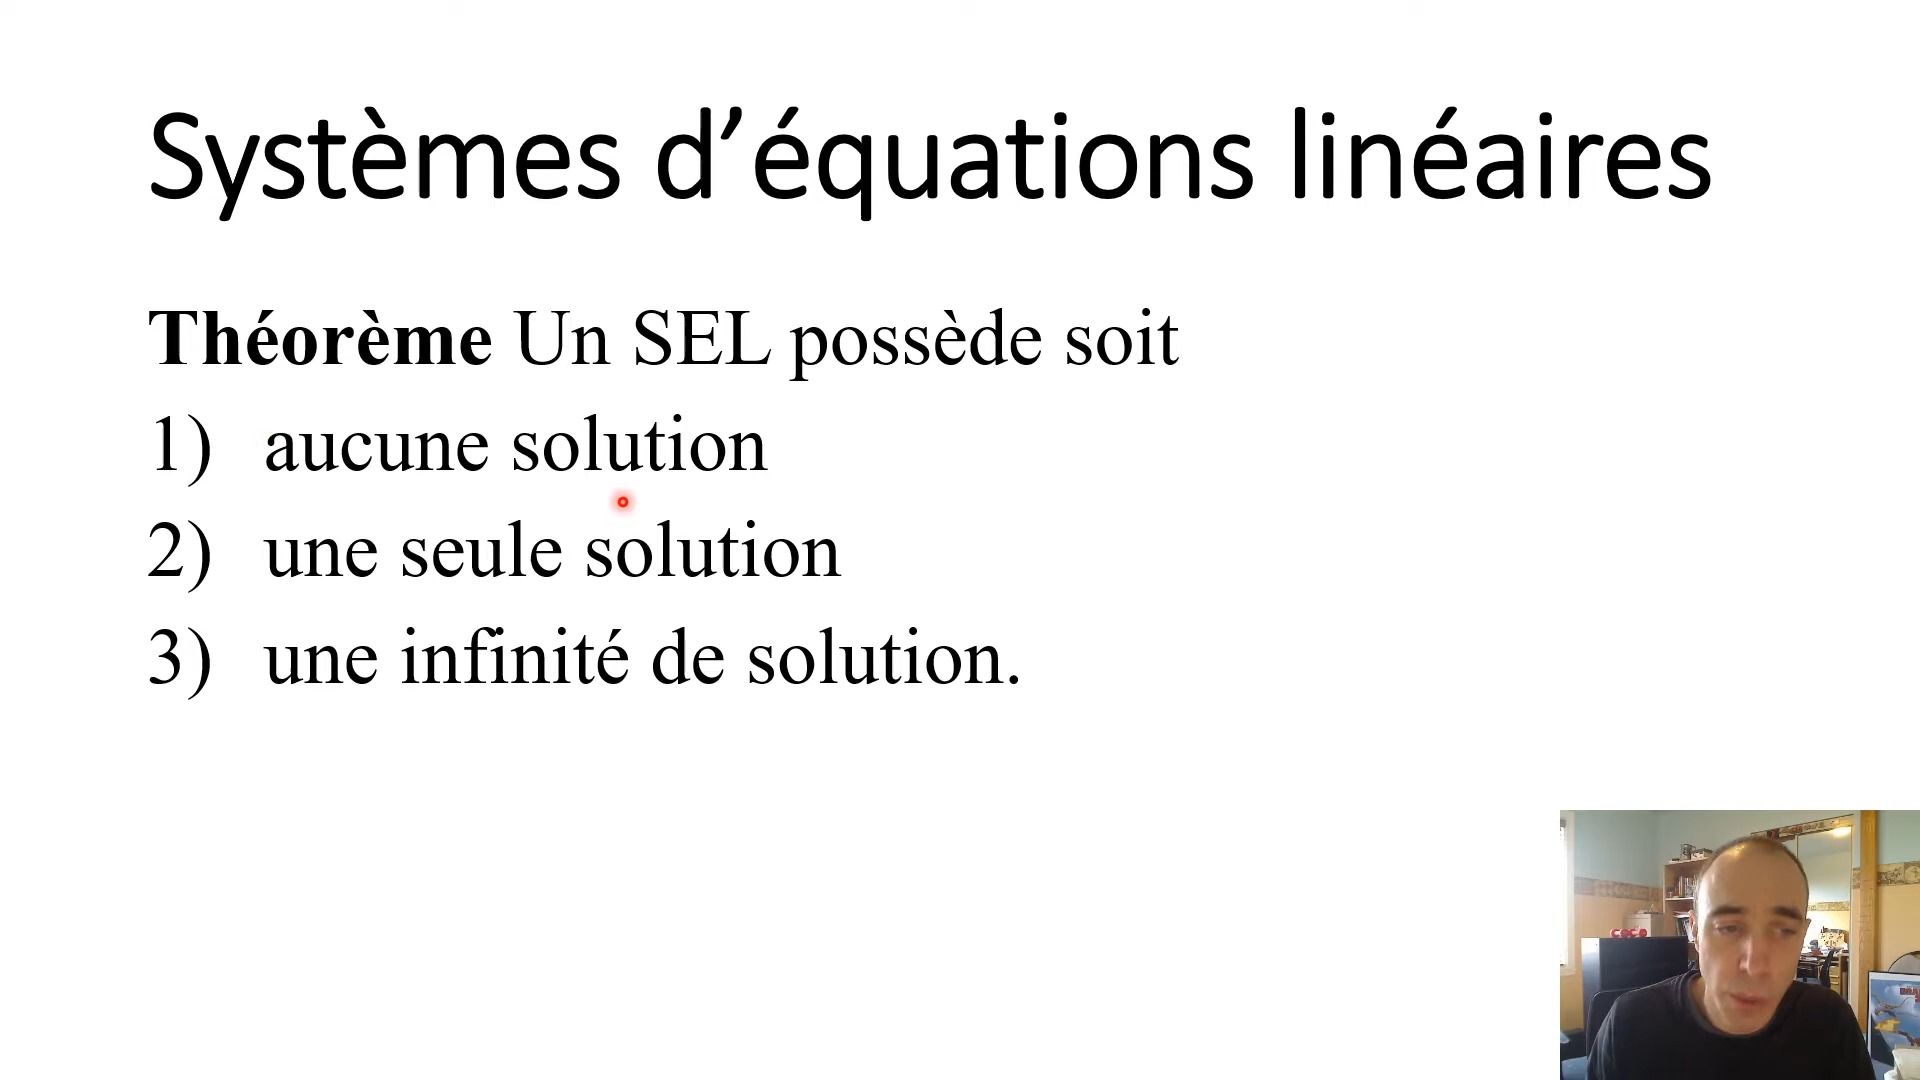 Systèmes d’équations linéaires
Théorème Un SEL possède soit
1) aucune solution
2) une seule solution
3) une infinité de solution.